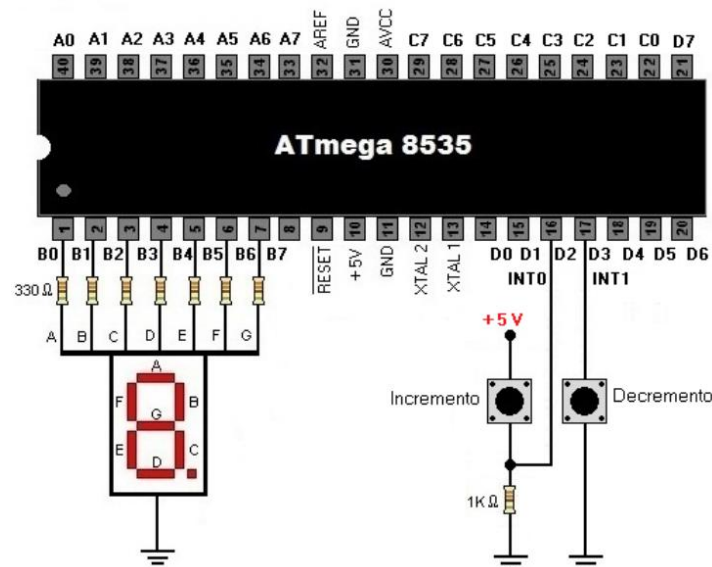 A0 A1 A2 A3 A4 A5 A6 A7 AREF GND AVCC C7 C6 C5 C4 C3 C2 C1 C0 D7
40 39 38 37 36 35 34 33 32 31 30 29 28 27 26 25 24 23 22 21
ATmega 8535
1 2 3 4 5 6 7 8 9 10 11 12 13 14 15 16 17 18 19 20
B0 B1 B2 B3 B4 B5 B6 B7 RESET +5V GND XTAL 2 XTAL 1 D0 D1 D2 D3 D4 D5 D6
INT0 INT1
330 Ω
A B C D E F G
+5V
A
F B
G
E C
D
Incremento
Decremento
1K Ω